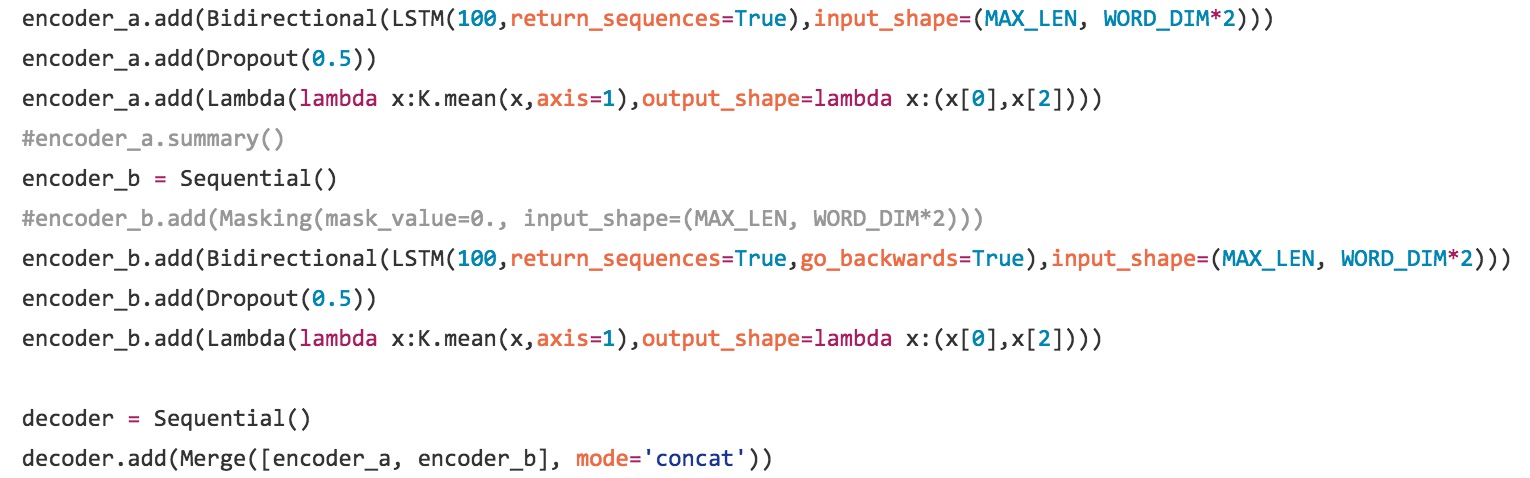 encoder_a.add(Bidirectional(LSTM(100,return_sequences=True),input_shape=(MAX_LEN, WORD_DIM*2)))
encoder_a.add(Dropout(0.5))
encoder_a.add(Lambda(lambda x:K.mean(x,axis=1),output_shape=lambda x:(x[0],x[2])))
#encoder_a.summary()
encoder_b = Sequential()
#encoder_b.add(Masking(mask_value=0., input_shape=(MAX_LEN, WORD_DIM*2)))
encoder_b.add(Bidirectional(LSTM(100,return_sequences=True,go_backwards=True),input_shape=(MAX_LEN, WORD_DIM*2)))
encoder_b.add(Dropout(0.5))
encoder_b.add(Lambda(lambda x:K.mean(x,axis=1),output_shape=lambda x:(x[0],x[2])))
decoder = Sequential()
decoder.add(Merge([encoder_a, encoder_b], mode='concat'))